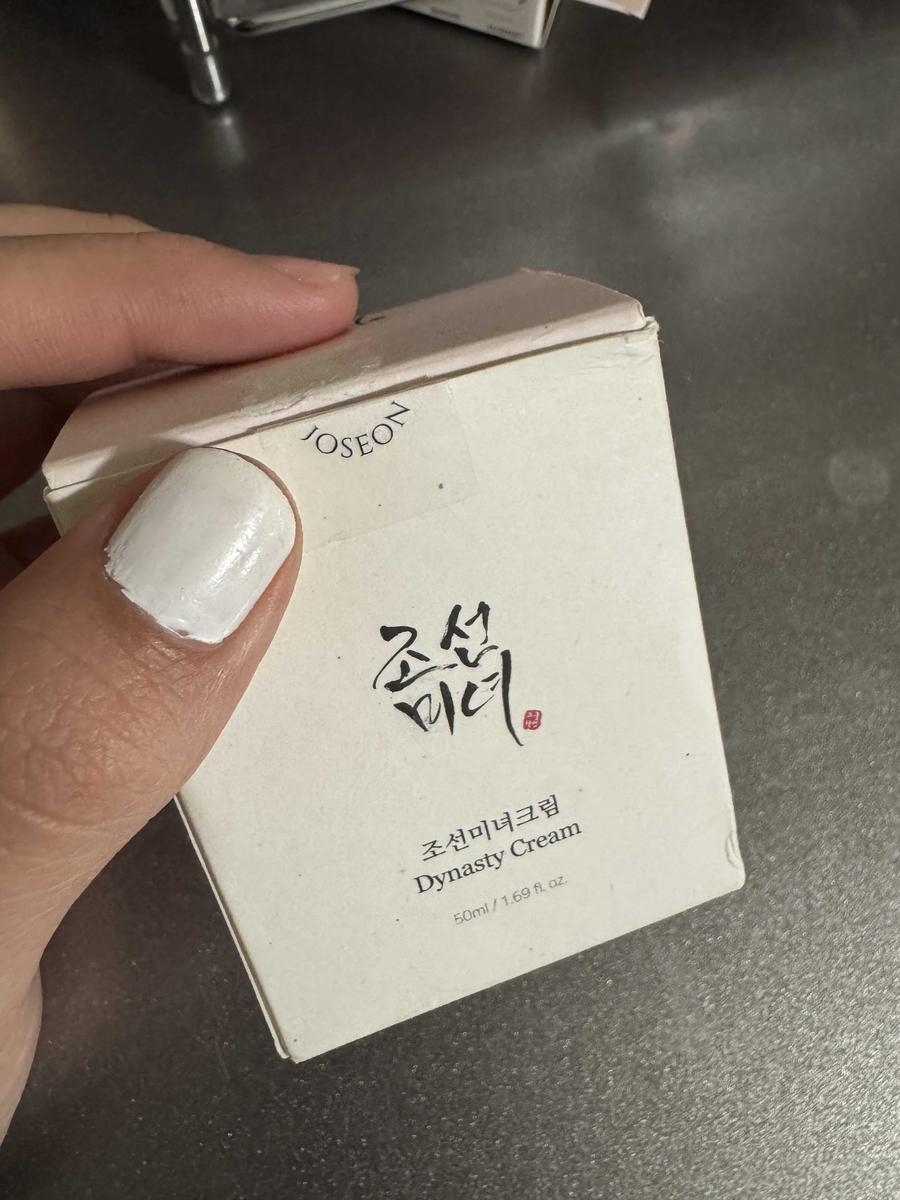 JOSEON
조선
미녀
조선미녀크림
Dynasty Cream
50ml / 1.69 fl. oz.